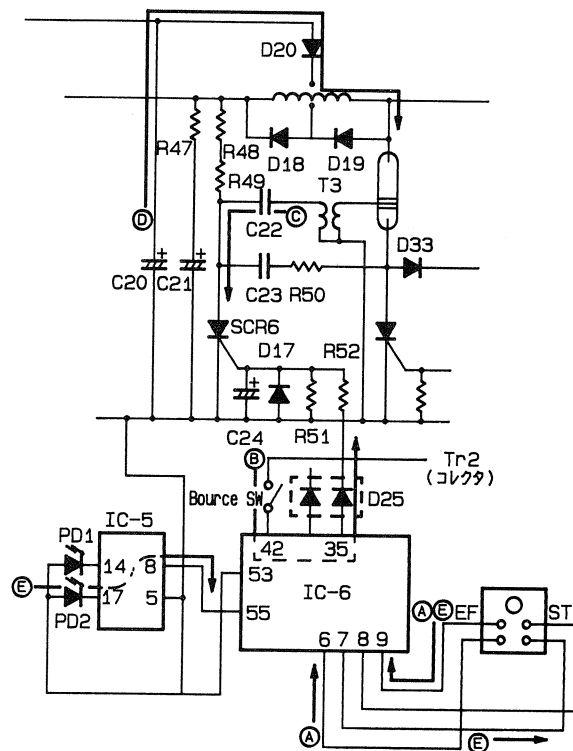 D20
R47
R48
D18
D19
R49
T3
D
C22
C
D33
C20
C21
C23
R50
SCR6
D17
R52
C24
R51
B
Tr2
(コレクタ)
Bource SW
D25
IC-5
PD1
14
8
42
35
53
IC-6
E
17
PD2
5
55
A
E
EF
ST
6
7
8
9
A
E